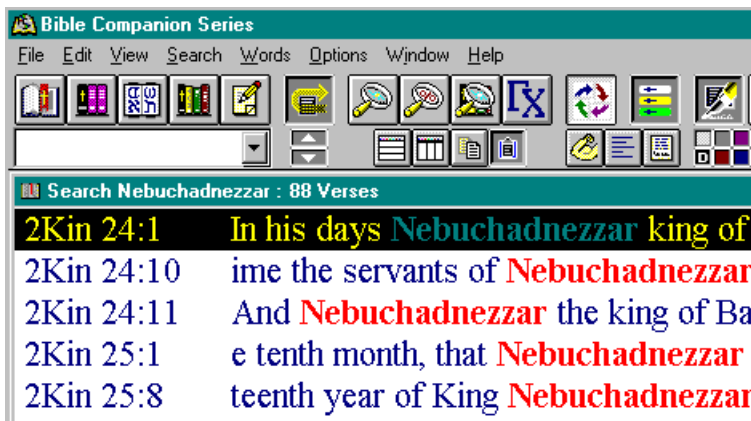 Bible Companion Series
File Edit View Search Words Options Window Help
Search Nebuchadnezzar : 88 Verses
2Kin 24:1 In his days Nebuchadnezzar king of
2Kin 24:10 ime the servants of Nebuchadnezzar
2Kin 24:11 And Nebuchadnezzar the king of Ba
2Kin 25:1 e tenth month, that Nebuchadnezzar
2Kin 25:8 teenth year of King Nebuchadnezzar